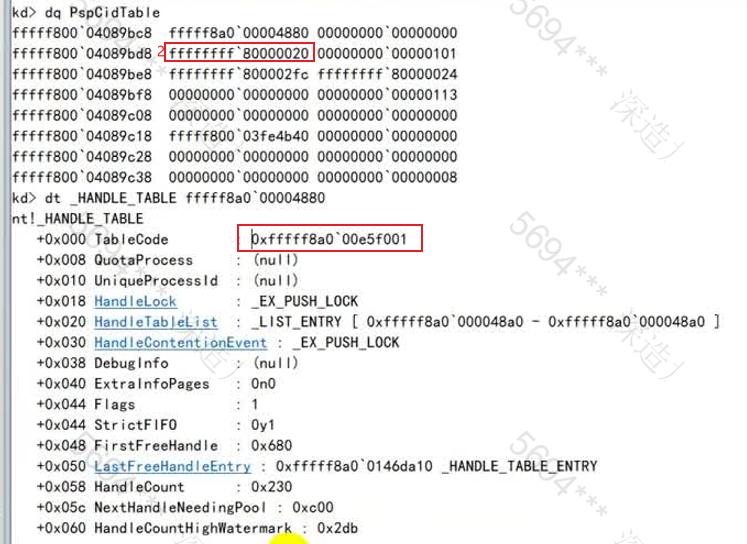 kd> dq PspCidTable
fffff800`04089bc8 fffff8a0`00004880 00000000`00000000
fffff800`04089bd8 2 ffffffff`80000020 00000000`00000101
fffff800`04089be8 ffffffff`800002fc ffffffff`80000024
fffff800`04089bf8 00000000`00000000 00000000`00000113
fffff800`04089c08 00000000`00000000 00000000`00000000
fffff800`04089c18 fffff800`03fe4b40 00000000`00000000
fffff800`04089c28 00000000`00000000 00000000`00000000
fffff800`04089c38 00000000`00000000 00000000`00000008
kd> dt _HANDLE_TABLE fffff8a0`00004880
nt!_HANDLE_TABLE
+0x000 TableCode : 0xfffff8a0`00e5f001
+0x008 QuotaProcess : (null)
+0x010 UniqueProcessId : (null)
+0x018 HandleLock : _EX_PUSH_LOCK
+0x020 HandleTableList : _LIST_ENTRY [ 0xfffff8a0`000048a0 - 0xfffff8a0`000048a0 ]
+0x030 HandleContentionEvent : _EX_PUSH_LOCK
+0x038 DebugInfo : (null)
+0x040 ExtraInfoPages : 0n0
+0x044 Flags : 1
+0x044 StrictFIFO : 0y1
+0x048 FirstFreeHandle : 0x680
+0x050 LastFreeHandleEntry : 0xfffff8a0`0146da10 _HANDLE_TABLE_ENTRY
+0x058 HandleCount : 0x230
+0x05c NextHandleNeedingPool : 0xc00
+0x060 HandleCountHighWatermark : 0x2db
5694*** 深造
5694*** 深造
5694*** 深造
5694***
5694***